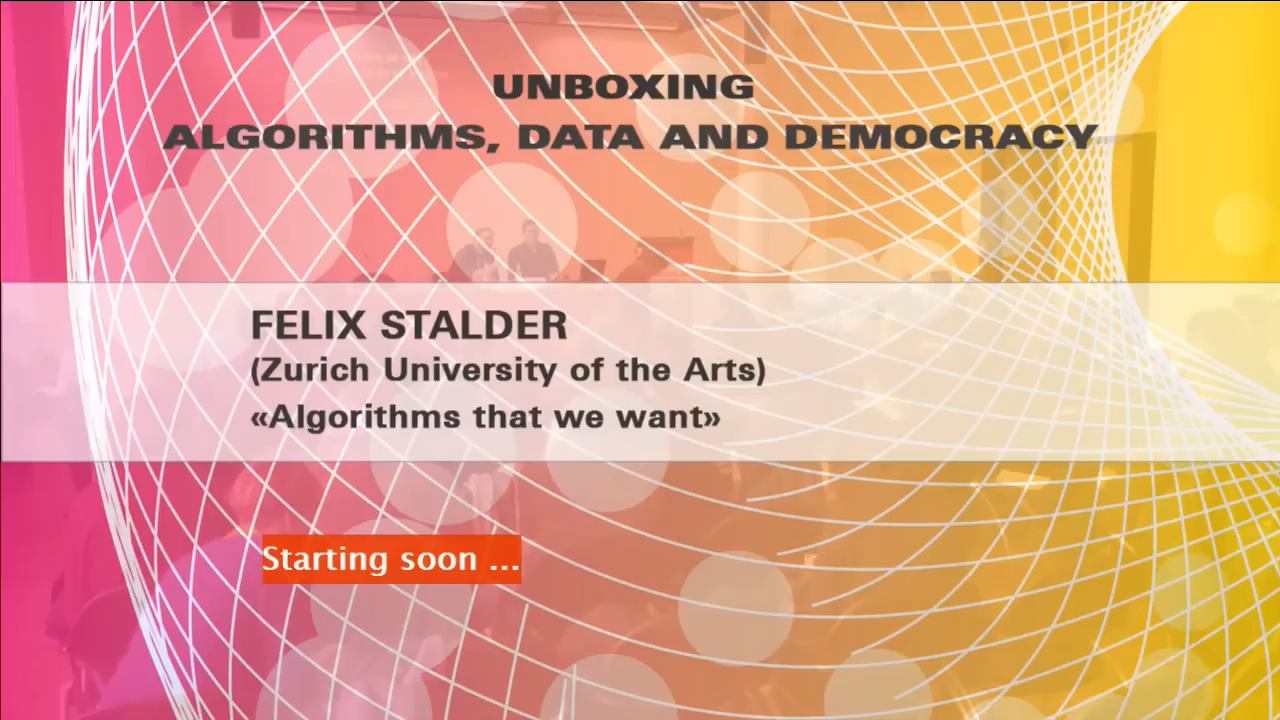 UNBOXING
ALGORITHMS, DATA AND DEMOCRACY
FELIX STALDER
(Zurich University of the Arts)
«Algorithms that we want»
Starting soon ...